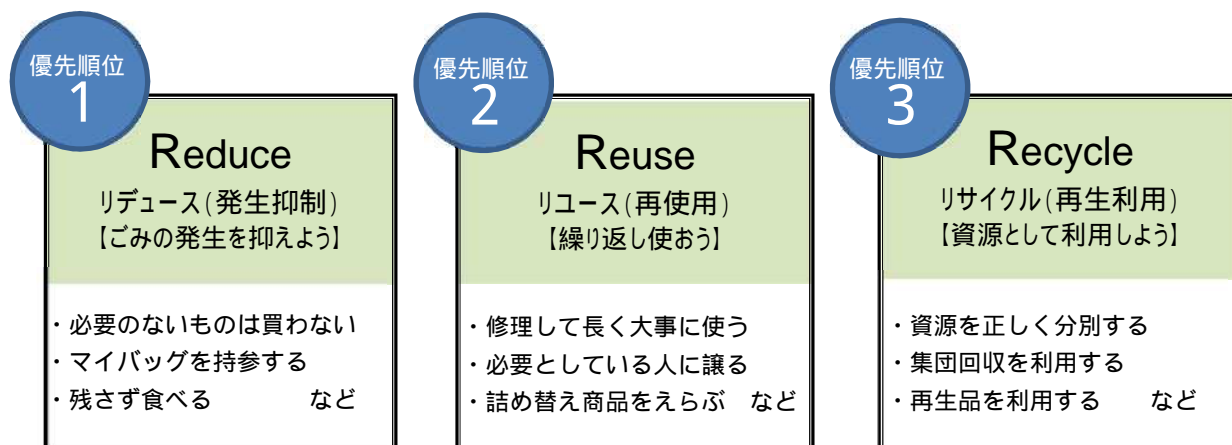 優先順位
1
Reduce
リデュース(発生抑制)
【ごみの発生を抑えよう】
・必要のないものは買わない
・マイバッグを持参する
・残さず食べる　など
優先順位
2
Reuse
リユース(再使用)
【繰り返し使おう】
・修理して長く大事に使う
・必要としている人に譲る
・詰め替え商品をえらぶ　など
優先順位
3
Recycle
リサイクル(再生利用)
【資源として利用しよう】
・資源を正しく分別する
・集団回収を利用する
・再生品を利用する　など